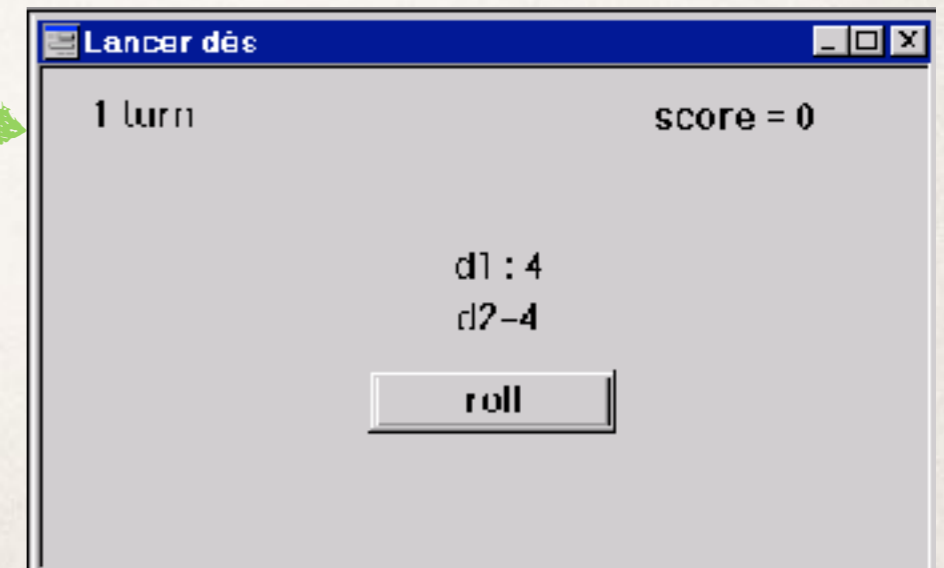 Lancer dés
1 turn
score = 0
d1 : 4
d2=4
roll